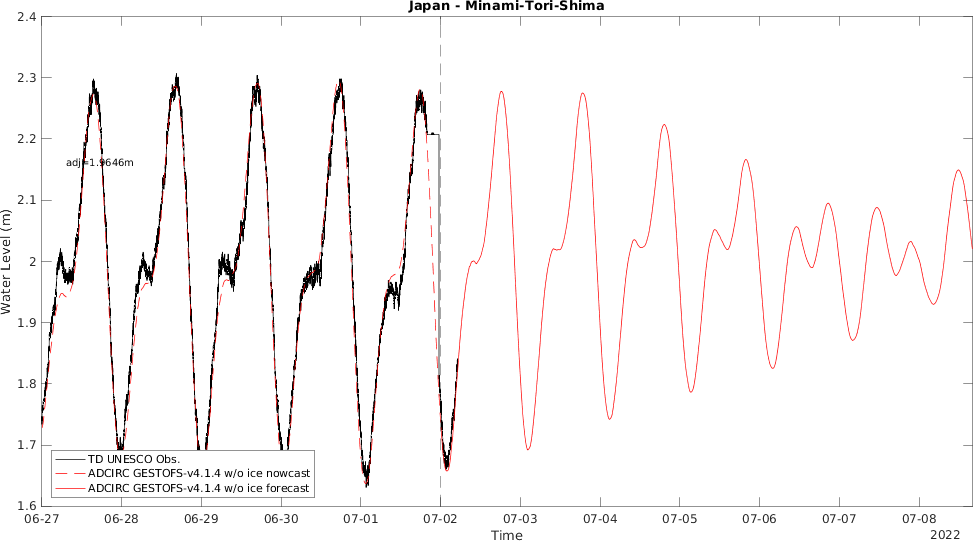 Japan - Minami-Tori-Shima
2.4
2.3
2.2
2.1
2
1.9
1.8
1.7
1.6
Water Level (m)
adj=1.9646m
TD UNESCO Obs.
ADCIRC GESTOFS-v4.1.4 w/o ice nowcast
ADCIRC GESTOFS-v4.1.4 w/o ice forecast
06-27 06-28 06-29 06-30 07-01 07-02 07-03 07-04 07-05 07-06 07-07 07-08
Time
2022